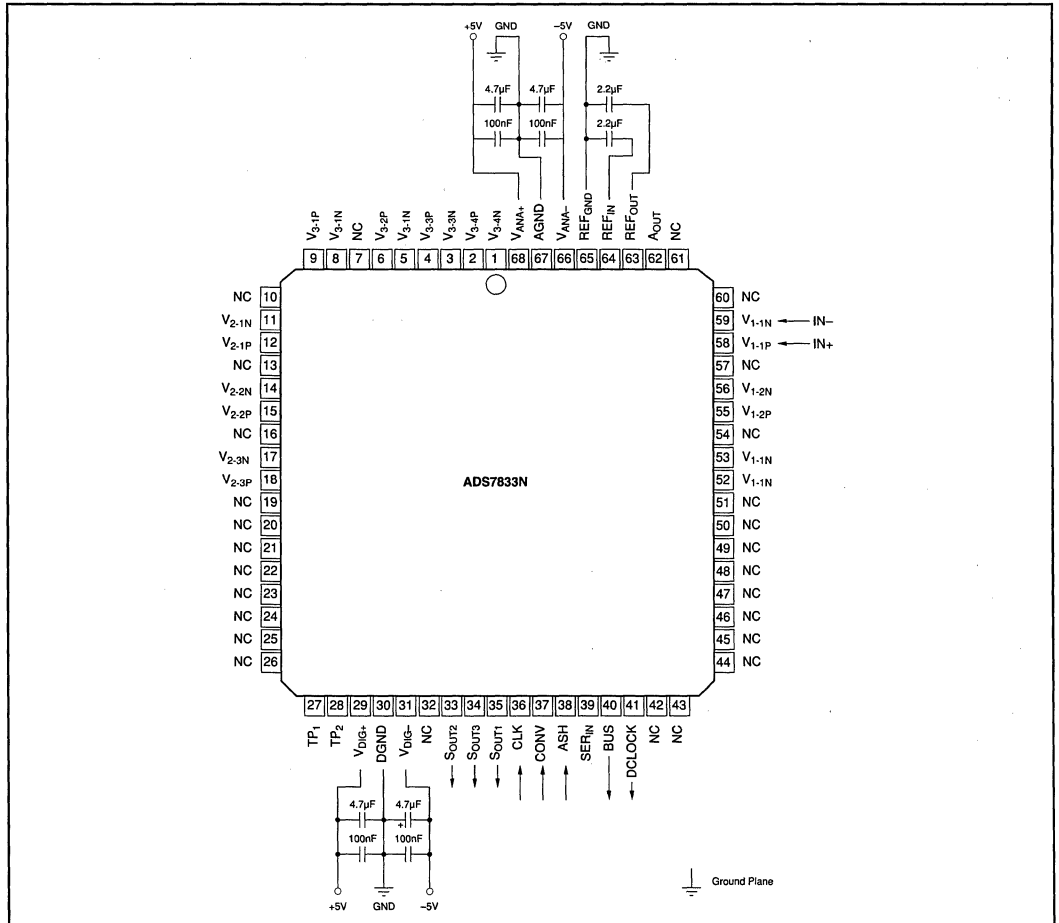 +5V GND −5V GND
4.7µF 4.7µF 2.2µF
100nF 100nF 2.2µF
V3-1P V3-1N NC V3-2P V3-1N V3-3P V3-3N V3-4P V3-4N VANA+ AGND VANA− REFGND REFIN REFOUT AOUT NC
9 8 7 6 5 4 3 2 1 68 67 66 65 64 63 62 61
NC 10 60 NC
V2-1N 11 59 V1-1N IN−
V2-1P 12 58 V1-1P IN+
NC 13 57 NC
V2-2N 14 56 V1-2N
V2-2P 15 55 V1-2P
NC 16 54 NC
V2-3N 17 53 V1-1N
V2-3P 18 ADS7833N 52 V1-1N
NC 19 51 NC
NC 20 50 NC
NC 21 49 NC
NC 22 48 NC
NC 23 47 NC
NC 24 46 NC
NC 25 45 NC
NC 26 44 NC
27 28 29 30 31 32 33 34 35 36 37 38 39 40 41 42 43
TP1 TP2 VDIG+ DGND VDIG− NC SOUT2 SOUT3 SOUT1 CLK CONV ASH SERIN BUS DCLOCK NC NC
4.7µF 4.7µF
+
100nF 100nF
Ground Plane
+5V GND −5V